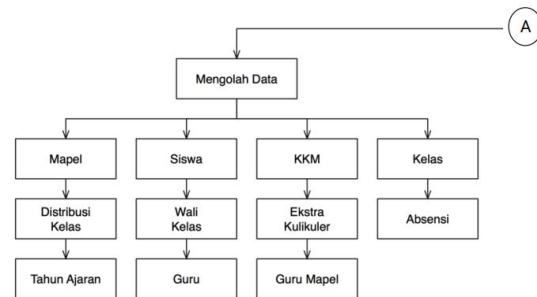 A
Mengolah Data
Mapel
Siswa
KKM
Kelas
Distribusi
Kelas
Wali
Kelas
Ekstra
Kulikuler
Absensi
Tahun Ajaran
Guru
Guru Mapel